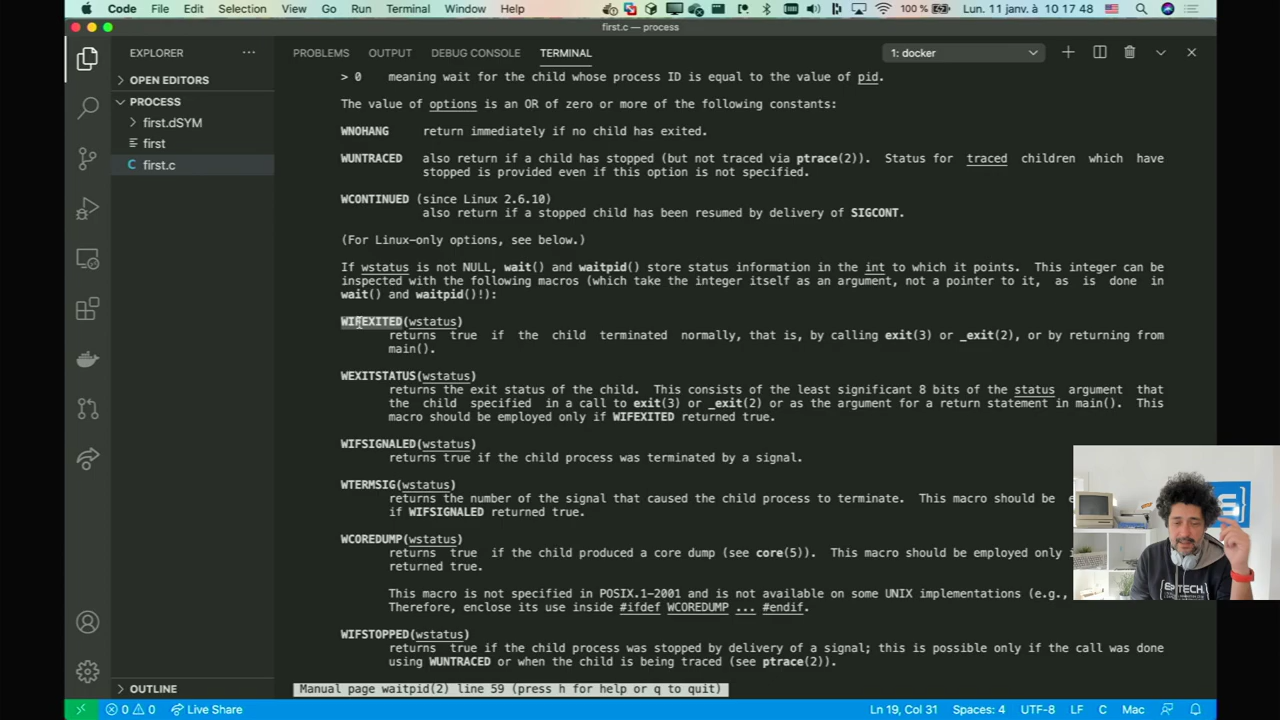 Code File Edit Selection View Go Run Terminal Window Help 100 % Lun. 11 janv. à 10 17 48
first.c — process
EXPLORER ···
PROBLEMS OUTPUT DEBUG CONSOLE TERMINAL 1: docker
OPEN EDITORS
PROCESS
first.dSYM
first
C first.c
> 0 meaning wait for the child whose process ID is equal to the value of pid.
The value of options is an OR of zero or more of the following constants:
WNOHANG return immediately if no child has exited.
WUNTRACED also return if a child has stopped (but not traced via ptrace(2)). Status for traced children which have
stopped is provided even if this option is not specified.
WCONTINUED (since Linux 2.6.10)
also return if a stopped child has been resumed by delivery of SIGCONT.
(For Linux-only options, see below.)
If wstatus is not NULL, wait() and waitpid() store status information in the int to which it points. This integer can be
inspected with the following macros (which take the integer itself as an argument, not a pointer to it, as is done in
wait() and waitpid()!):
WIFEXITED(wstatus)
returns true if the child terminated normally, that is, by calling exit(3) or _exit(2), or by returning from
main().
WEXITSTATUS(wstatus)
returns the exit status of the child. This consists of the least significant 8 bits of the status argument that
the child specified in a call to exit(3) or _exit(2) or as the argument for a return statement in main(). This
macro should be employed only if WIFEXITED returned true.
WIFSIGNALED(wstatus)
returns true if the child process was terminated by a signal.
WTERMSIG(wstatus)
returns the number of the signal that caused the child process to terminate. This macro should be
if WIFSIGNALED returned true.
WCOREDUMP(wstatus)
returns true if the child produced a core dump (see core(5)). This macro should be employed only
returned true.
This macro is not specified in POSIX.1-2001 and is not available on some UNIX implementations (e.g.,
Therefore, enclose its use inside #ifdef WCOREDUMP ... #endif.
WIFSTOPPED(wstatus)
returns true if the child process was stopped by delivery of a signal; this is possible only if the call was done
using WUNTRACED or when the child is being traced (see ptrace(2)).
Manual page waitpid(2) line 59 (press h for help or q to quit)
OUTLINE
0 0 Live Share Ln 19, Col 31 Spaces: 4 UTF-8 LF C Mac